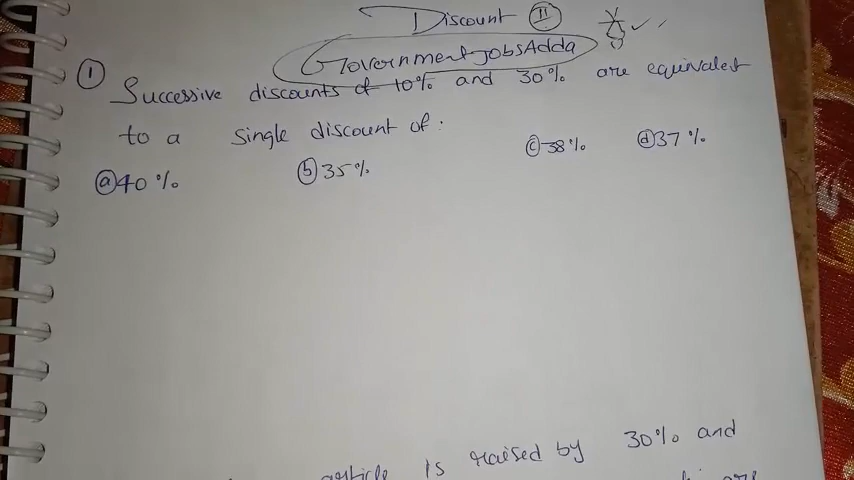 Discount II
GovernmentjobsAdda
1 Successive discounts of 10% and 30% are equivalet
to a single discount of:
a 40% b 35% c 38% d 37%
article is raised by 30% and